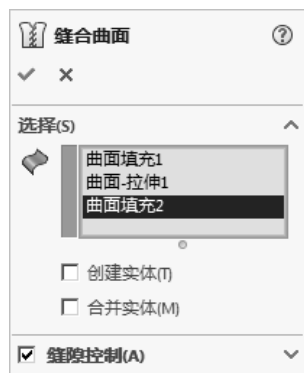 缝合曲面
选择(S)
曲面填充1
曲面-拉伸1
曲面填充2
创建实体(T)
合并实体(M)
缝隙控制(A)